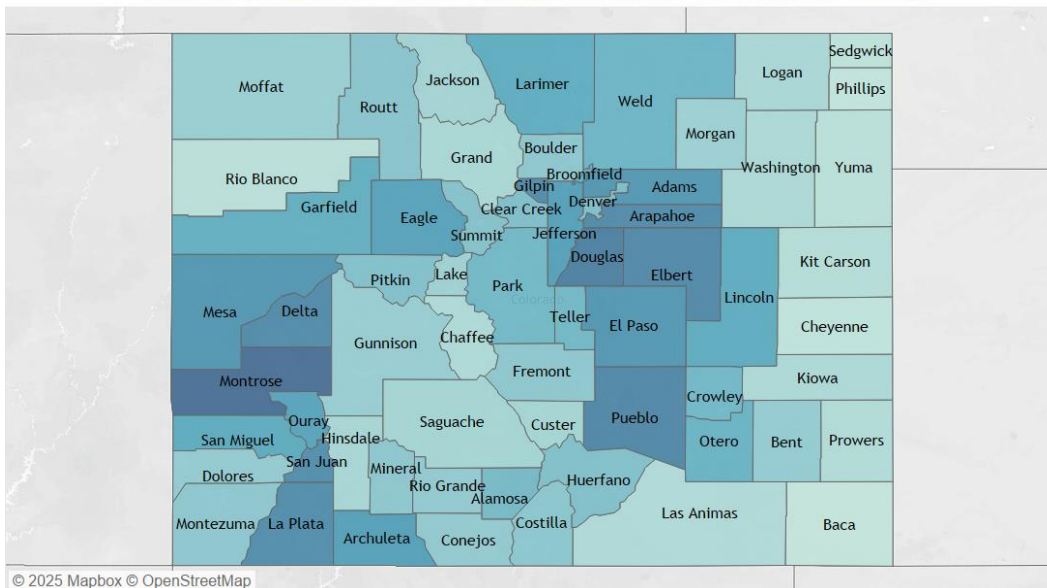 Sedgwick
Logan
Jackson
Larimer
Moffat
Phillips
Weld
Routt
Morgan
Boulder
Grand
Washington
Yuma
Broomfield
Rio Blanco
Gilpin
Adams
Denver
Garfield
Clear Creek
Eagle
Arapahoe
Summit
Jefferson
Douglas
Kit Carson
Elbert
Lake
Pitkin
Park
Lincoln
Colorado
Mesa
Delta
Teller
El Paso
Cheyenne
Chaffee
Gunnison
Fremont
Kiowa
Montrose
Crowley
Pueblo
Ouray
Saguache
Custer
Hinsdale
San Miguel
Otero
Bent
Prowers
San Juan
Mineral
Dolores
Huerfano
Rio Grande
Alamosa
Las Animas
Montezuma
La Plata
Costilla
Baca
Archuleta
Conejos
© 2025 Mapbox © OpenStreetMap